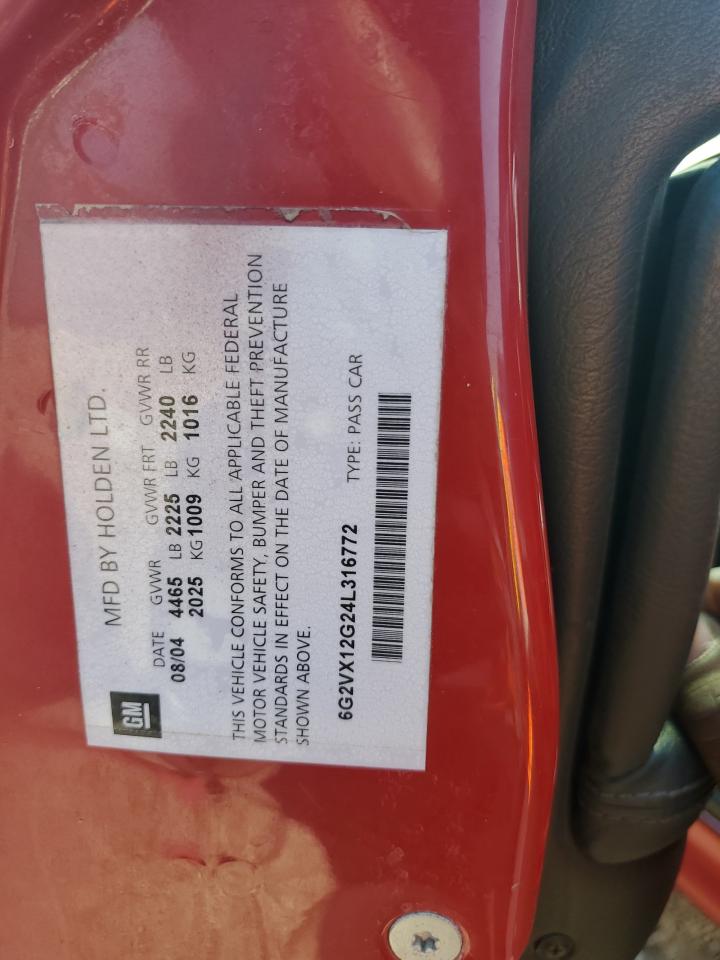 MFD BY HOLDEN LTD.
DATE GVWR GVWR FRT GVWR RR
08/04 4465 LB 2225 LB 2240 LB
2025 KG 1009 KG 1016 KG
GM
THIS VEHICLE CONFORMS TO ALL APPLICABLE FEDERAL
MOTOR VEHICLE SAFETY, BUMPER AND THEFT PREVENTION
STANDARDS IN EFFECT ON THE DATE OF MANUFACTURE
SHOWN ABOVE.
6G2VX12G24L316772 TYPE: PASS CAR